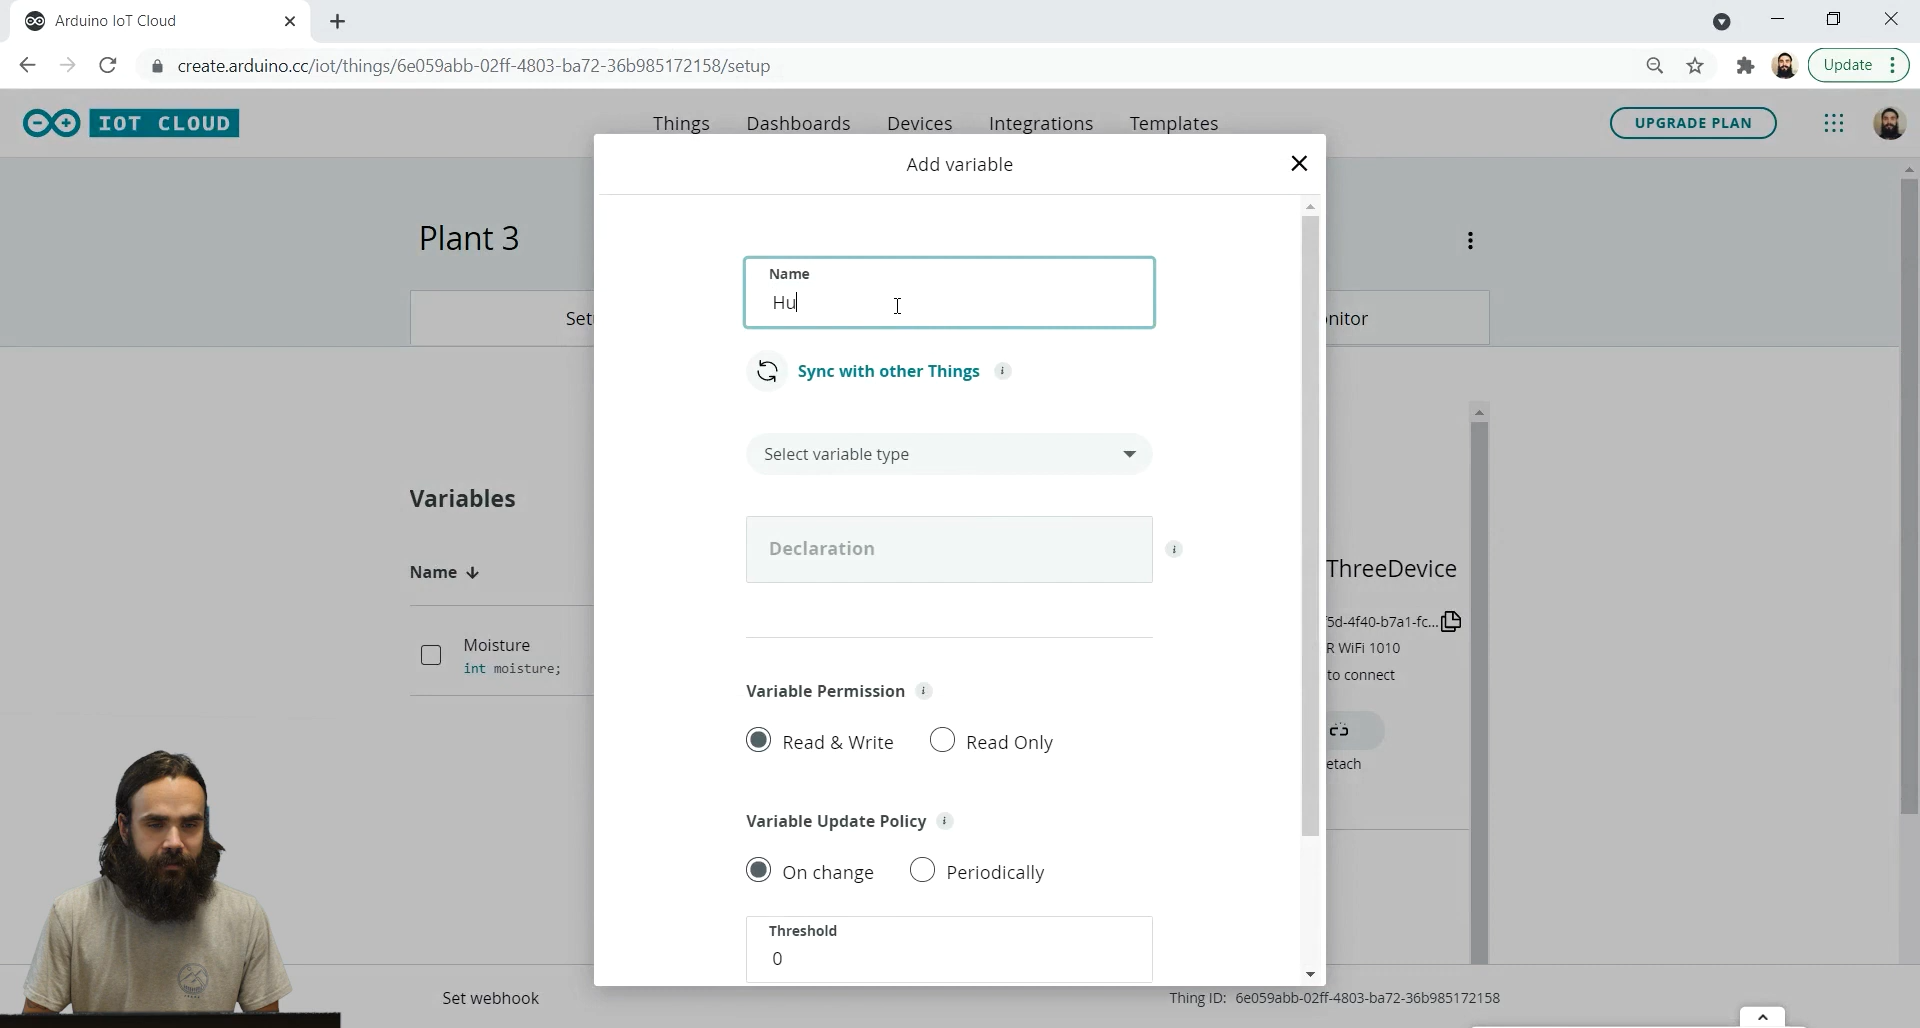 Arduino IoT Cloud
create.arduino.cc/iot/things/6e059abb-02ff-4803-ba72-36b985172158/setup
Update
IOT CLOUD
Things Dashboards Devices Integrations Templates
UPGRADE PLAN
Add variable
Plant 3
Name
Hu
Set
nitor
Sync with other Things
Select variable type
Variables
Declaration
Name
ThreeDevice
5d-4f40-b7a1-fc...
Moisture
R WiFi 1010
int moisture;
to connect
Variable Permission
Read & Write Read Only
etach
Variable Update Policy
On change Periodically
Threshold
0
Set webhook
Thing ID: 6e059abb-02ff-4803-ba72-36b985172158